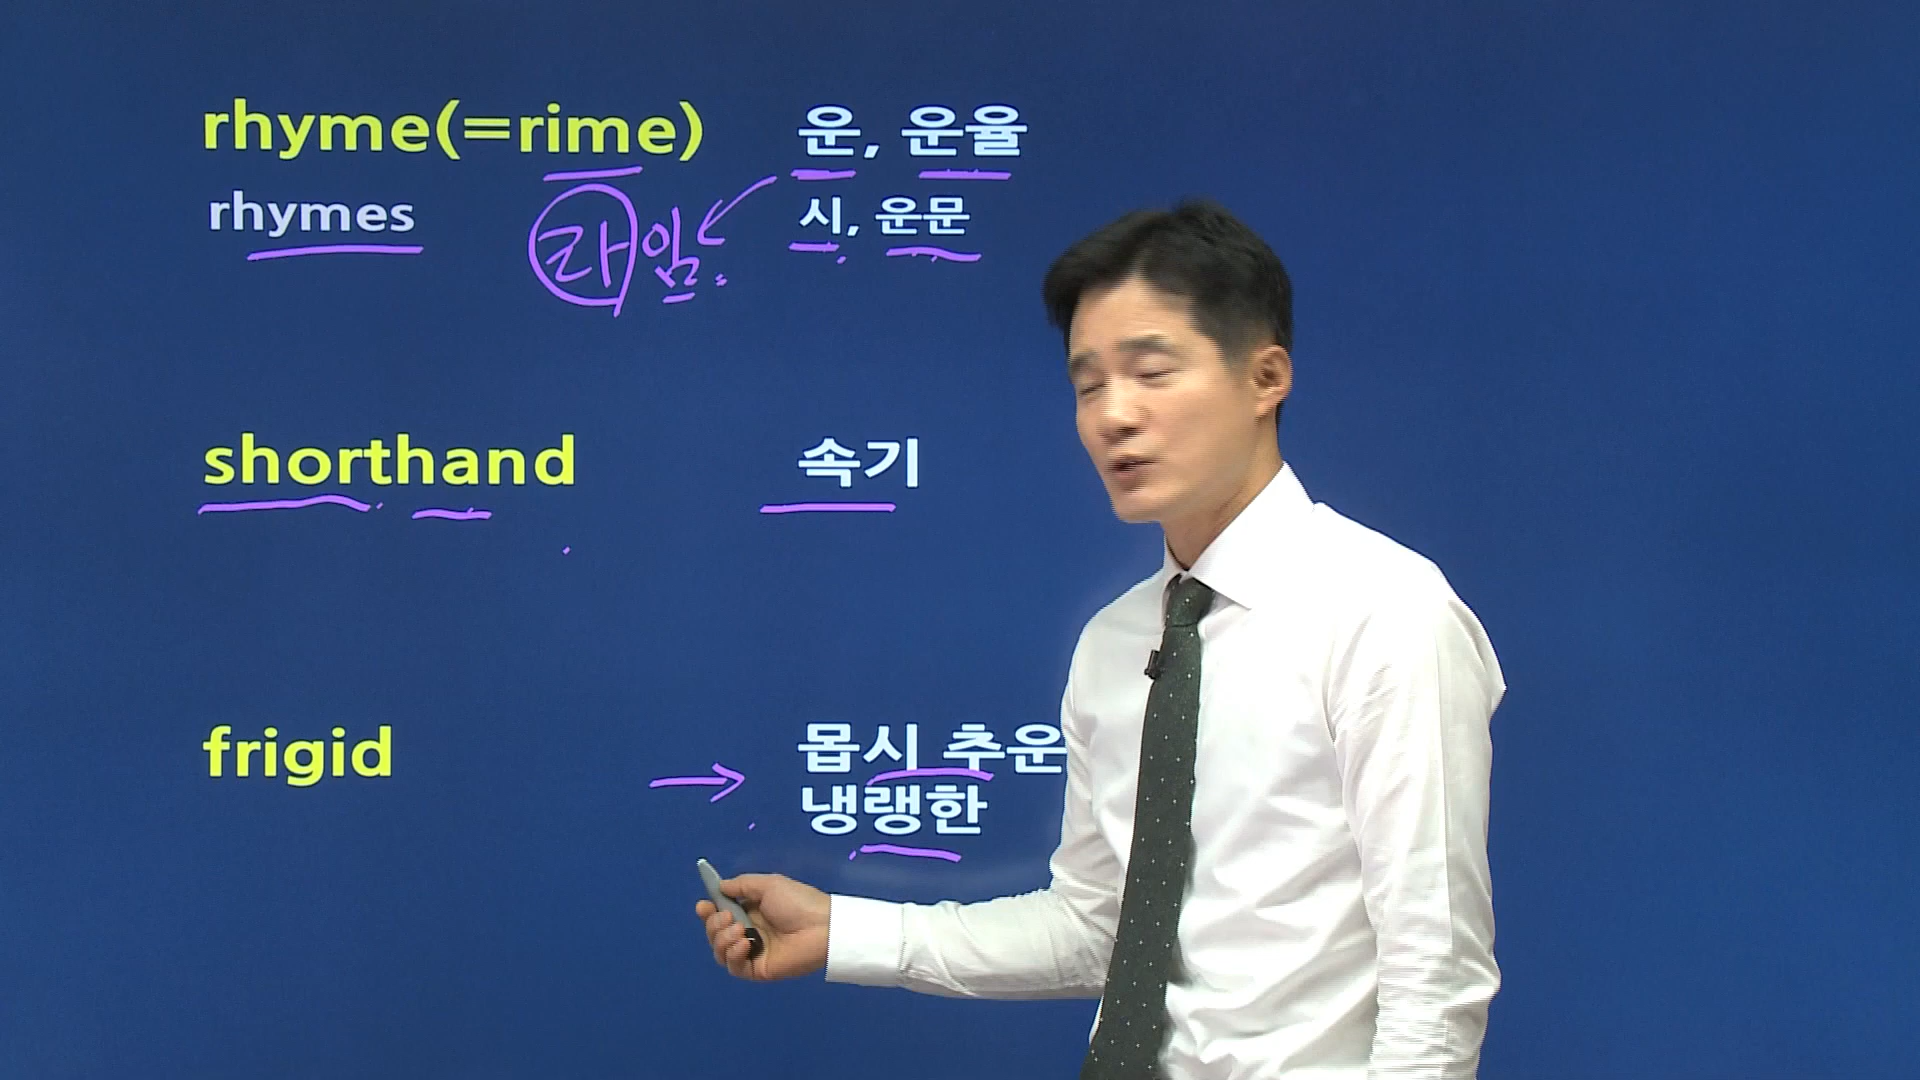 rhyme(=rime) 운, 운율
rhymes 시, 운문
라임
shorthand 속기
frigid 몹시 추운
냉랭한